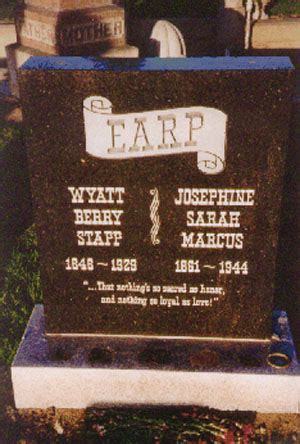 MOTHER
EARP
WYATT
BERRY
STAPP
1848 ~ 1929
JOSEPHINE
SARAH
MARCUS
1861 ~ 1944
"...That nothing's so sacred as honor,
and nothing so loyal as love!"